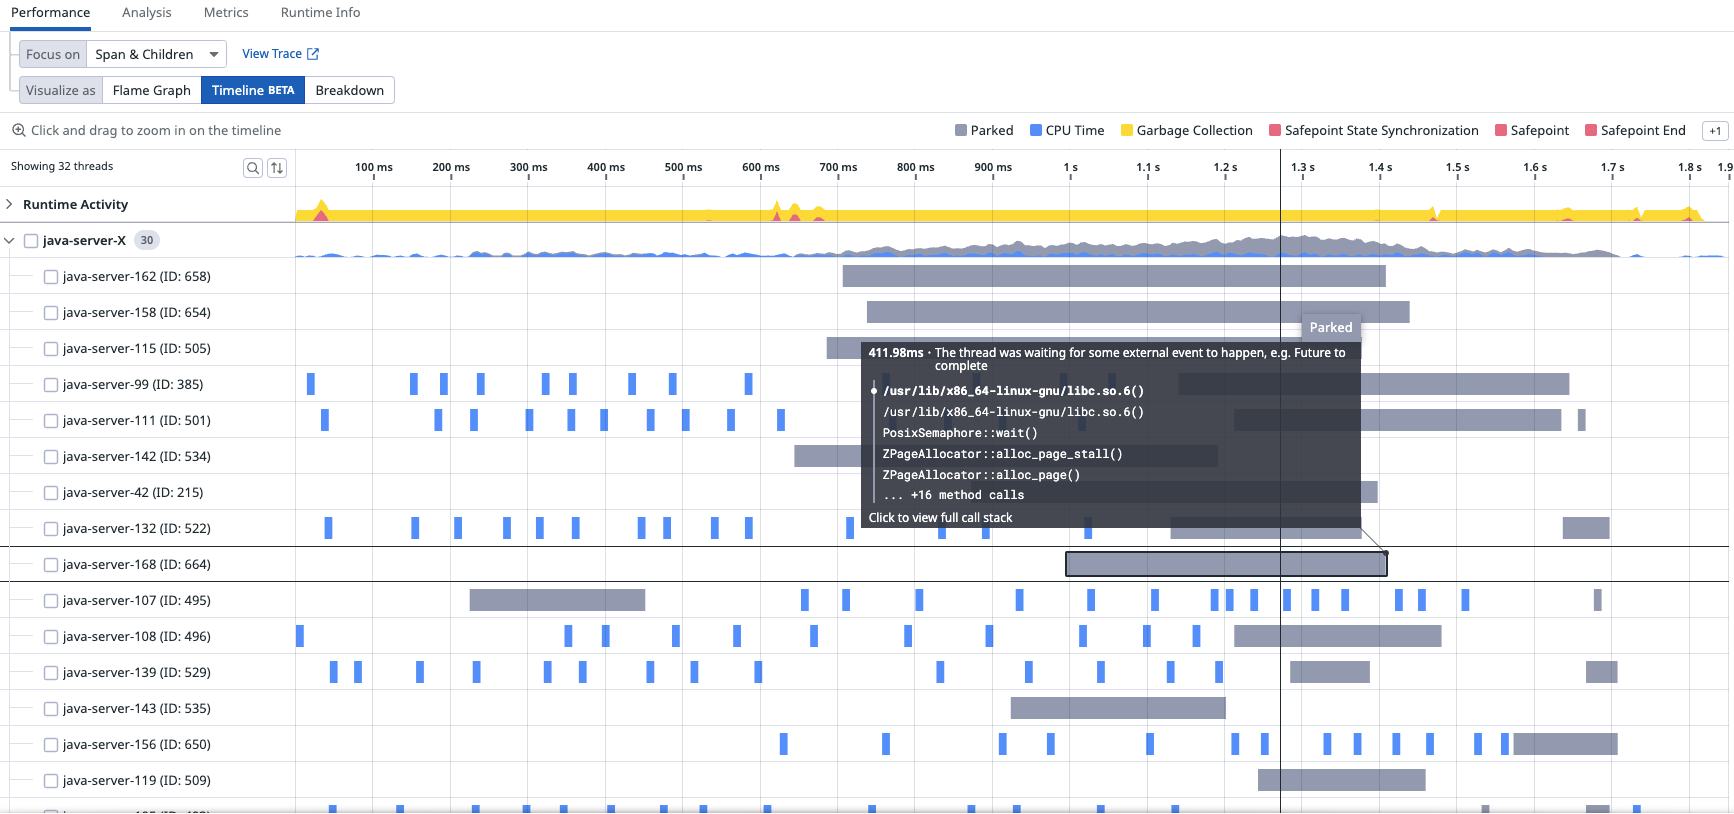 Performance Analysis Metrics Runtime Info
Focus on Span & Children View Trace
Visualize as Flame Graph Timeline BETA Breakdown
Click and drag to zoom in on the timeline Parked CPU Time Garbage Collection Safepoint State Synchronization Safepoint Safepoint End +1
Showing 32 threads 100 ms 200 ms 300 ms 400 ms 500 ms 600 ms 700 ms 800 ms 900 ms 1 s 1.1 s 1.2 s 1.3 s 1.4 s 1.5 s 1.6 s 1.7 s 1.8 s 1.9
Runtime Activity
java-server-X 30
java-server-162 (ID: 658)
java-server-158 (ID: 654)
Parked
java-server-115 (ID: 505)
411.98ms · The thread was waiting for some external event to happen, e.g. Future to
complete
java-server-99 (ID: 385)
/usr/lib/x86_64-linux-gnu/libc.so.6()
/usr/lib/x86_64-linux-gnu/libc.so.6()
java-server-111 (ID: 501)
PosixSemaphore::wait()
java-server-142 (ID: 534)
ZPageAllocator::alloc_page_stall()
ZPageAllocator::alloc_page()
java-server-42 (ID: 215)
... +16 method calls
Click to view full call stack
java-server-132 (ID: 522)
java-server-168 (ID: 664)
java-server-107 (ID: 495)
java-server-108 (ID: 496)
java-server-139 (ID: 529)
java-server-143 (ID: 535)
java-server-156 (ID: 650)
java-server-119 (ID: 509)